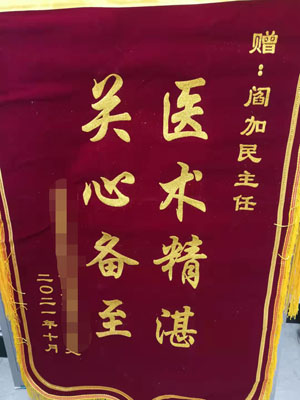 赠：阎加民主任
医术精湛
关心备至
二〇二一年十月